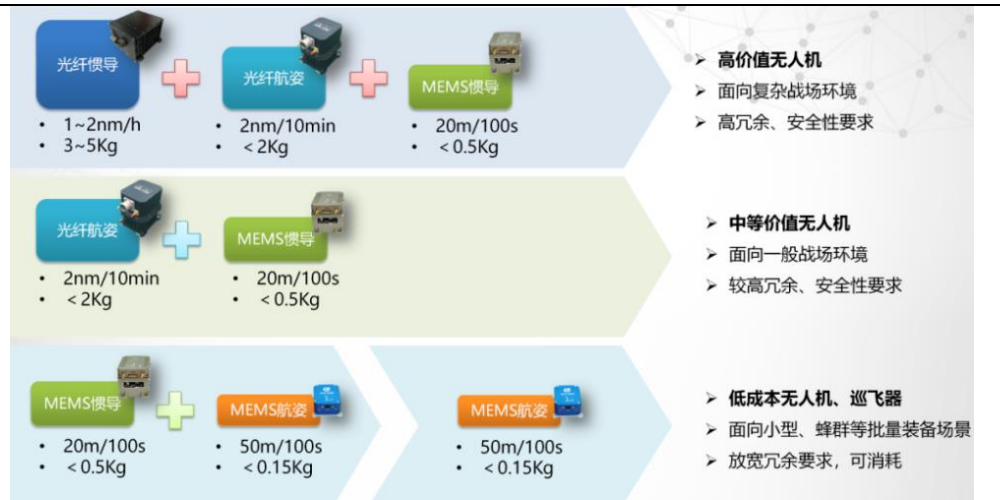 光纤惯导
光纤航姿
MEMS惯导
• 1~2nm/h
• 3~5Kg
• 2nm/10min
• <2Kg
• 20m/100s
• <0.5Kg
➢ 高价值无人机
➢ 面向复杂战场环境
➢ 高冗余、安全性要求
光纤航姿
MEMS惯导
• 2nm/10min
• <2Kg
• 20m/100s
• <0.5Kg
➢ 中等价值无人机
➢ 面向一般战场环境
➢ 较高冗余、安全性要求
MEMS惯导
MEMS航姿
MEMS航姿
• 20m/100s
• <0.5Kg
• 50m/100s
• <0.15Kg
• 50m/100s
• <0.15Kg
➢ 低成本无人机、巡飞器
➢ 面向小型、蜂群等批量装备场景
➢ 放宽冗余要求，可消耗